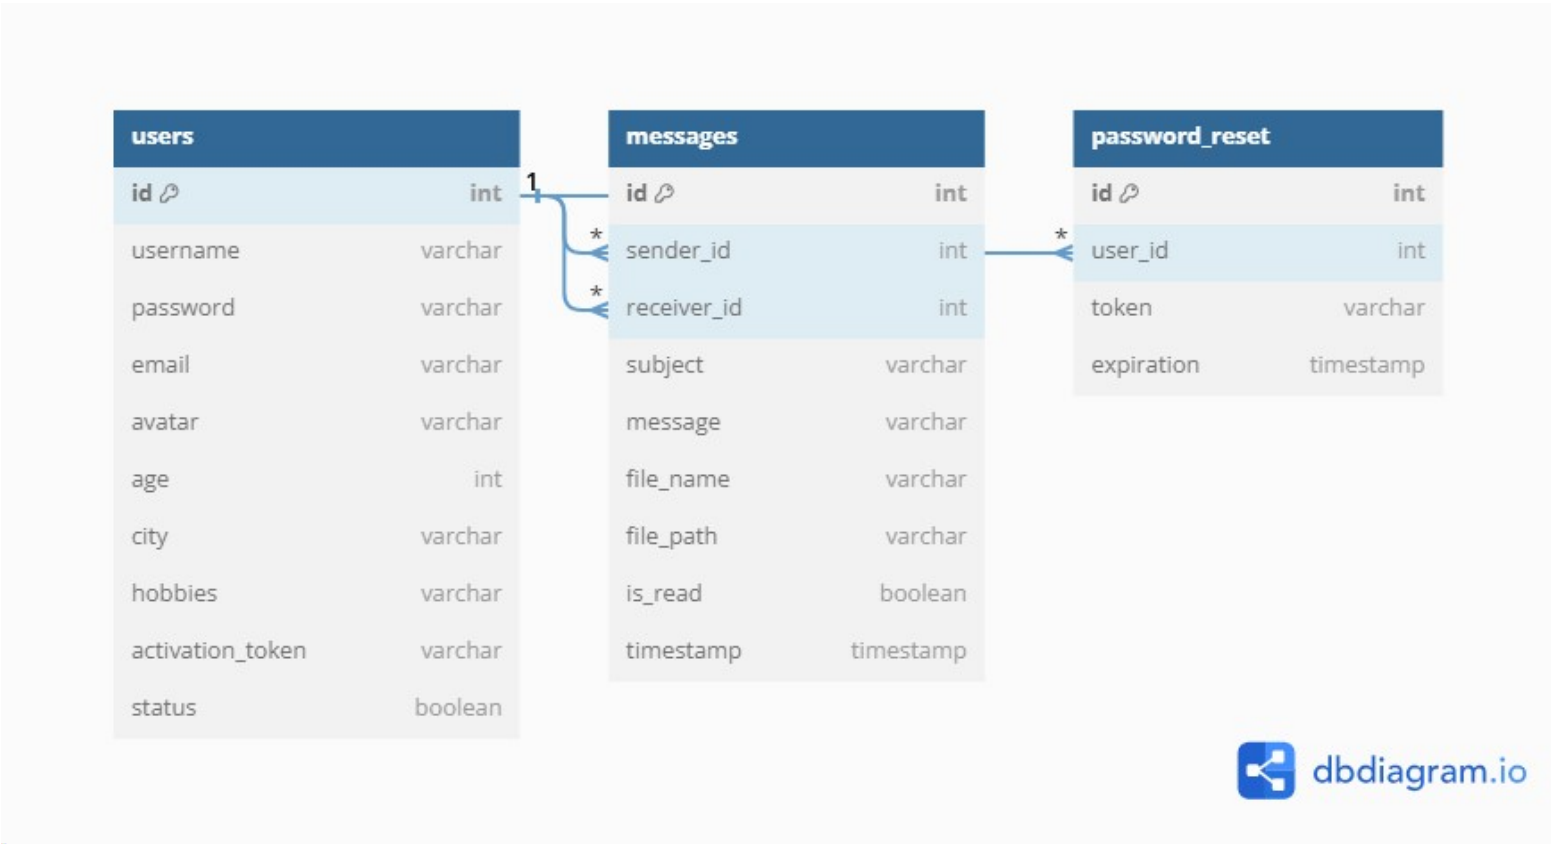 users
id int
username varchar
password varchar
email varchar
avatar varchar
age int
city varchar
hobbies varchar
activation_token varchar
status boolean
1
*
*
messages
id int
sender_id int
receiver_id int
subject varchar
message varchar
file_name varchar
file_path varchar
is_read boolean
timestamp timestamp
*
password_reset
id int
user_id int
token varchar
expiration timestamp
dbdiagram.io